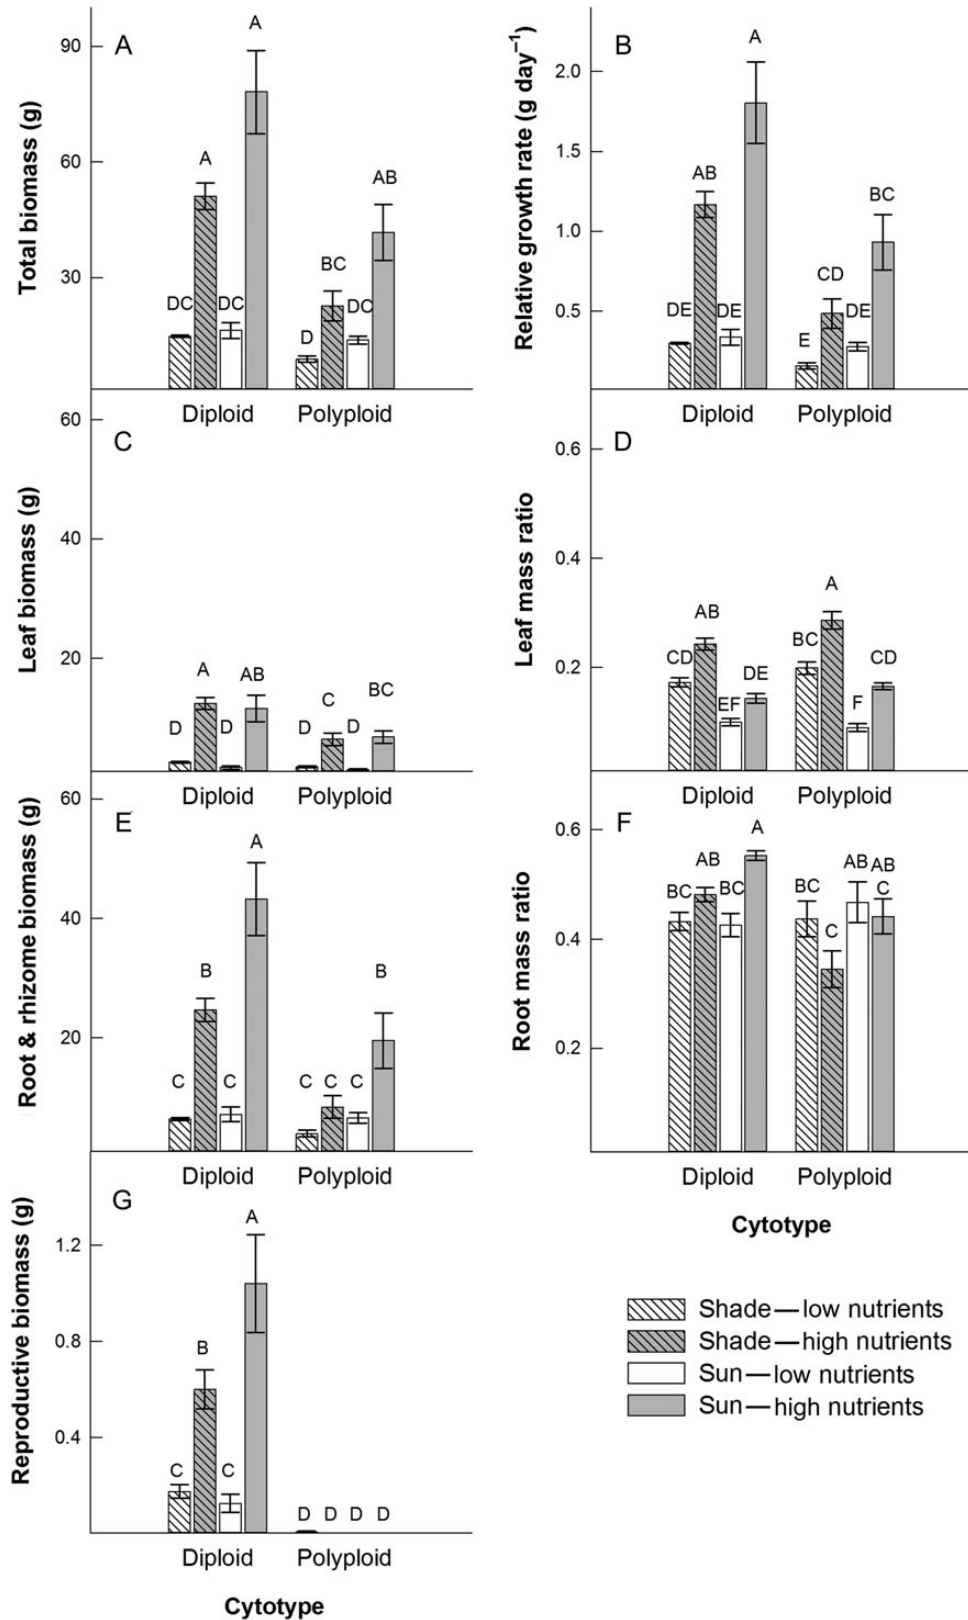 A
Total biomass (g)
90
60
30
DC
A
DC
A
D
BC
DC
AB
Diploid
Polyploid
B
Relative growth rate (g day⁻¹)
2.0
1.5
1.0
0.5
DE
AB
DE
A
E
CD
DE
BC
Diploid
Polyploid
C
Leaf biomass (g)
60
40
20
D
A
D
AB
D
C
D
BC
Diploid
Polyploid
D
Leaf mass ratio
0.6
0.4
0.2
CD
AB
EF
DE
BC
A
F
CD
Diploid
Polyploid
E
Root & rhizome biomass (g)
60
40
20
C
B
C
A
C
C
C
B
Diploid
Polyploid
F
Root mass ratio
0.6
0.4
0.2
BC
AB
BC
A
BC
C
AB
AB
C
Diploid
Polyploid
Cytotype
G
Reproductive biomass (g)
1.2
0.8
0.4
C
B
C
A
D
D
D
D
Diploid
Polyploid
Cytotype
Shade—low nutrients
Shade—high nutrients
Sun—low nutrients
Sun—high nutrients